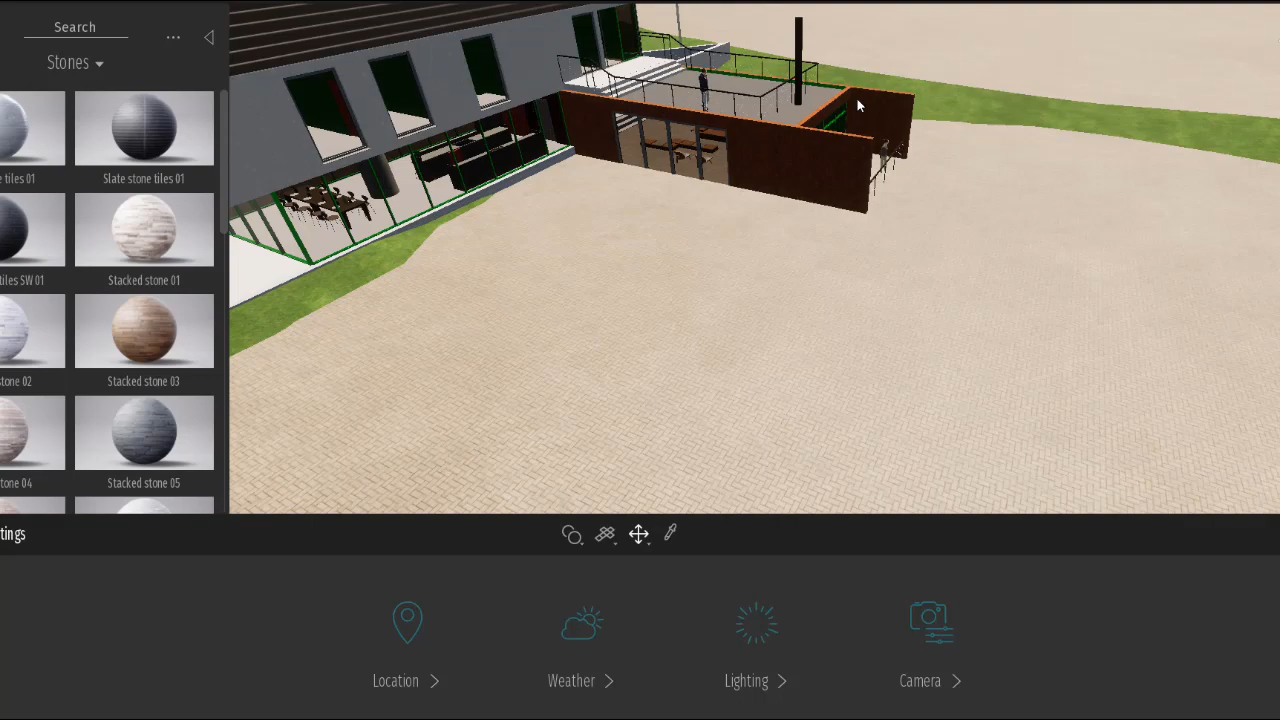 Search
...
Stones
e tiles 01
Slate stone tiles 01
tiles SW 01
Stacked stone 01
stone 02
Stacked stone 03
tone 04
Stacked stone 05
tings
Location
Weather
Lighting
Camera